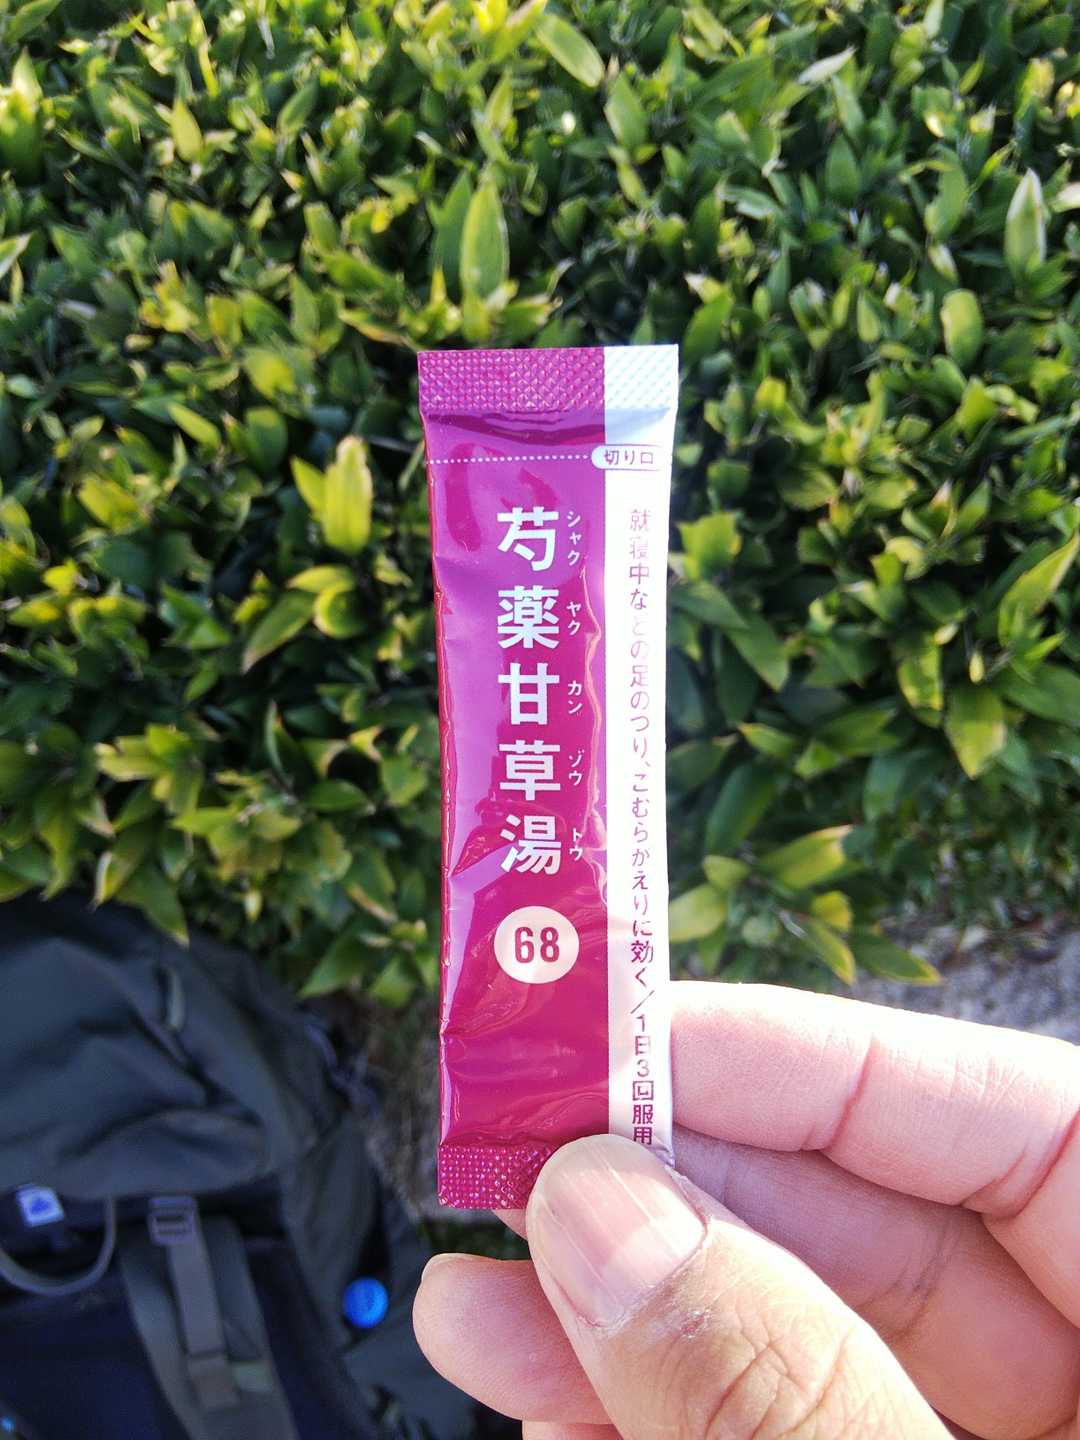 切り口
芍薬甘草湯
シャクヤクカンゾウトウ
68
就寝中などの足のつり、こむらがえりに効く/1日3回服用